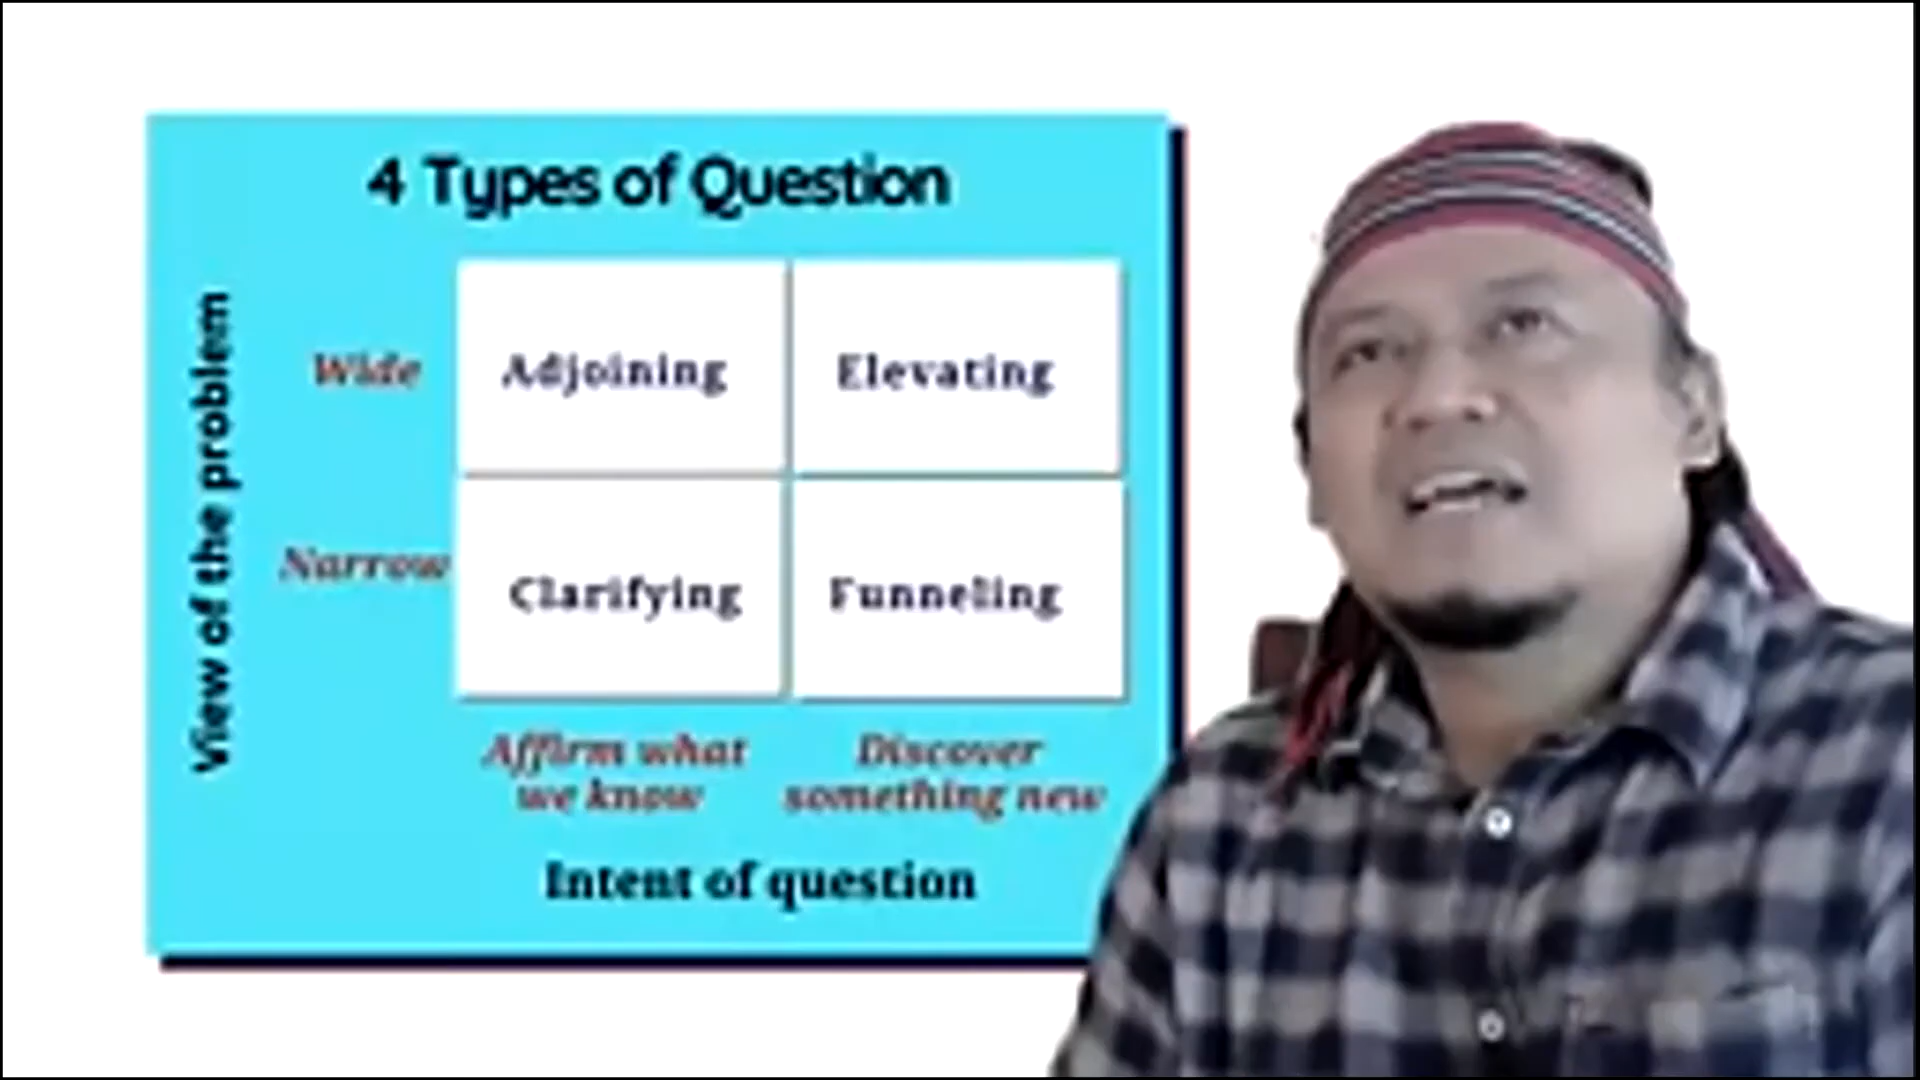 4 Types of Question
View of the problem
Wide
Adjoining
Elevating
Narrow
Clarifying
Funneling
Affirm what
we know
Discover
something new
Intent of question